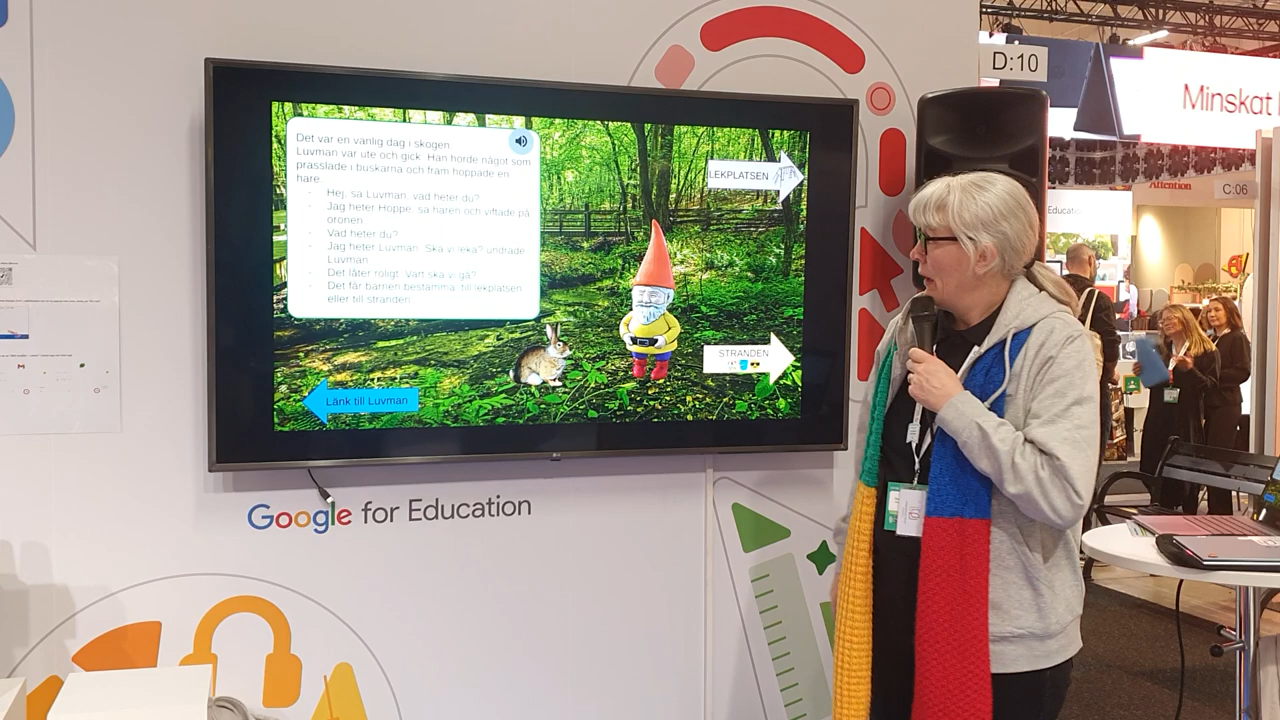 Det var en vanlig dag i skogen.
Luvman var ute och gick. Han hörde något som
prasslade i buskarna och fram hoppade en
hare.
- Hej, sa Luvman, vad heter du?
- Jag heter Hoppe, sa haren och viftade på
öronen.
- Vad heter du?
- Jag heter Luvman. Ska vi leka? undrade
Luvman
- Det låter roligt. Vart ska vi gå?
- Det får barnen bestämma, till lekplatsen
eller till stranden.
LEKPLATSEN
STRANDEN
Länk till Luvman
LG
Google for Education
D:10
Minskat
Attention
C:06
Educatio